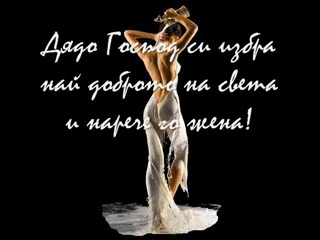 Дядо Господ си избра
най доброто на света
и нарече го жена!